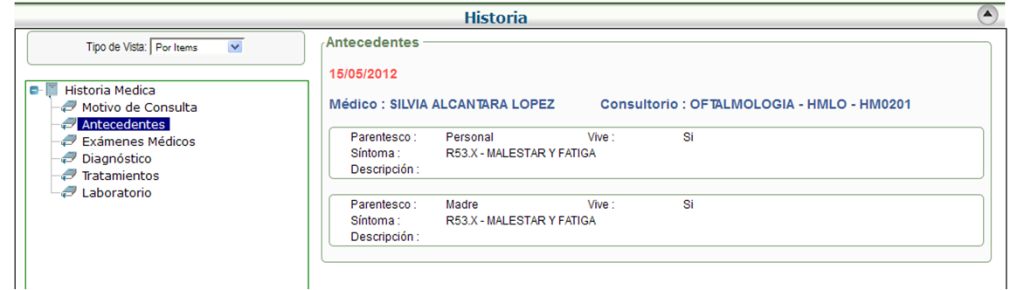 Historia
Tipo de Vista: Por Items
Historia Medica
Motivo de Consulta
Antecedentes
Exámenes Médicos
Diagnóstico
Tratamientos
Laboratorio
Antecedentes
15/05/2012
Médico : SILVIA ALCANTARA LOPEZ Consultorio : OFTALMOLOGIA - HMLO - HM0201
Parentesco : Personal Vive : Si
Síntoma : R53.X - MALESTAR Y FATIGA
Descripción :
Parentesco : Madre Vive : Si
Síntoma : R53.X - MALESTAR Y FATIGA
Descripción :